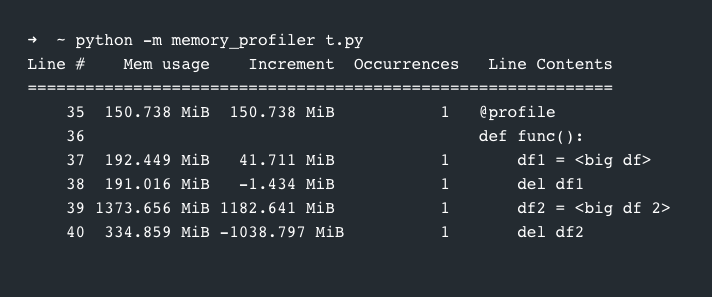 ➜  ~ python -m memory_profiler t.py
Line #    Mem usage    Increment  Occurrences   Line Contents
=============================================================
    35  150.738 MiB  150.738 MiB           1   @profile
    36                                         def func():
    37  192.449 MiB   41.711 MiB           1       df1 = <big df>
    38  191.016 MiB   -1.434 MiB           1       del df1
    39 1373.656 MiB 1182.641 MiB           1       df2 = <big df 2>
    40  334.859 MiB -1038.797 MiB          1       del df2